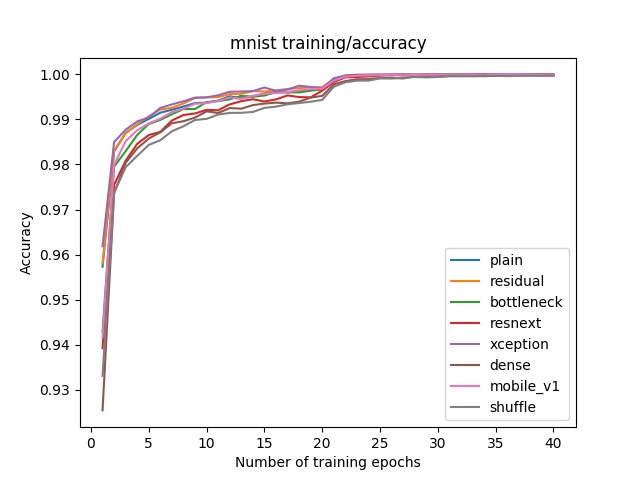 mnist training/accuracy
Accuracy
1.00
0.99
0.98
0.97
0.96
0.95
0.94
0.93
plain
residual
bottleneck
resnext
xception
dense
mobile_v1
shuffle
0 5 10 15 20 25 30 35 40
Number of training epochs